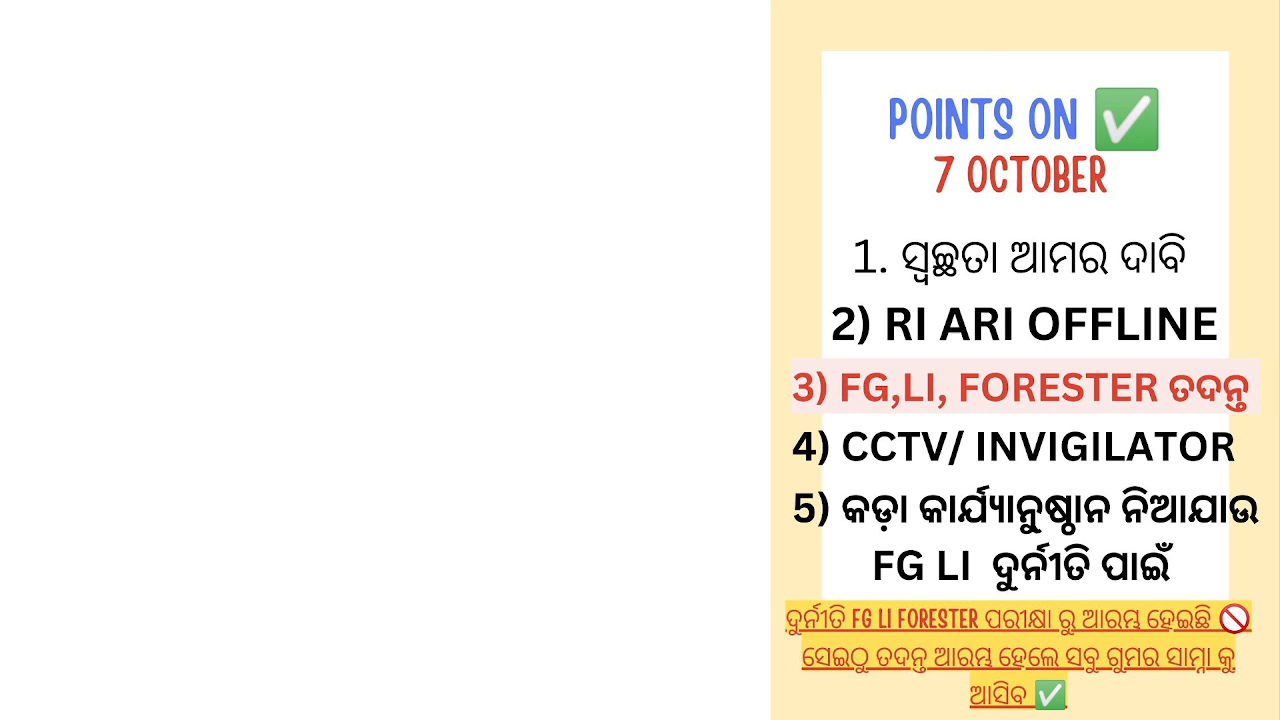 POINTS ON ✅
7 OCTOBER
1. ସ୍ୱଚ୍ଛତା ଆମର ଦାବି
2) RI ARI OFFLINE
3) FG,LI, FORESTER ତଦନ୍ତ
4) CCTV/ INVIGILATOR
5) କଡ଼ା କାର୍ଯ୍ୟାନୁଷ୍ଠାନ ନିଆଯାଉ
FG LI ଦୁର୍ନୀତି ପାଇଁ
ଦୁର୍ନୀତି FG LI FORESTER ପରୀକ୍ଷା ରୁ ଆରମ୍ଭ ହେଇଛି 🚫
ସେଇଠୁ ତଦନ୍ତ ଆରମ୍ଭ ହେଲେ ସବୁ ଗୁମର ସାମ୍ନା କୁ
ଆସିବ ✅